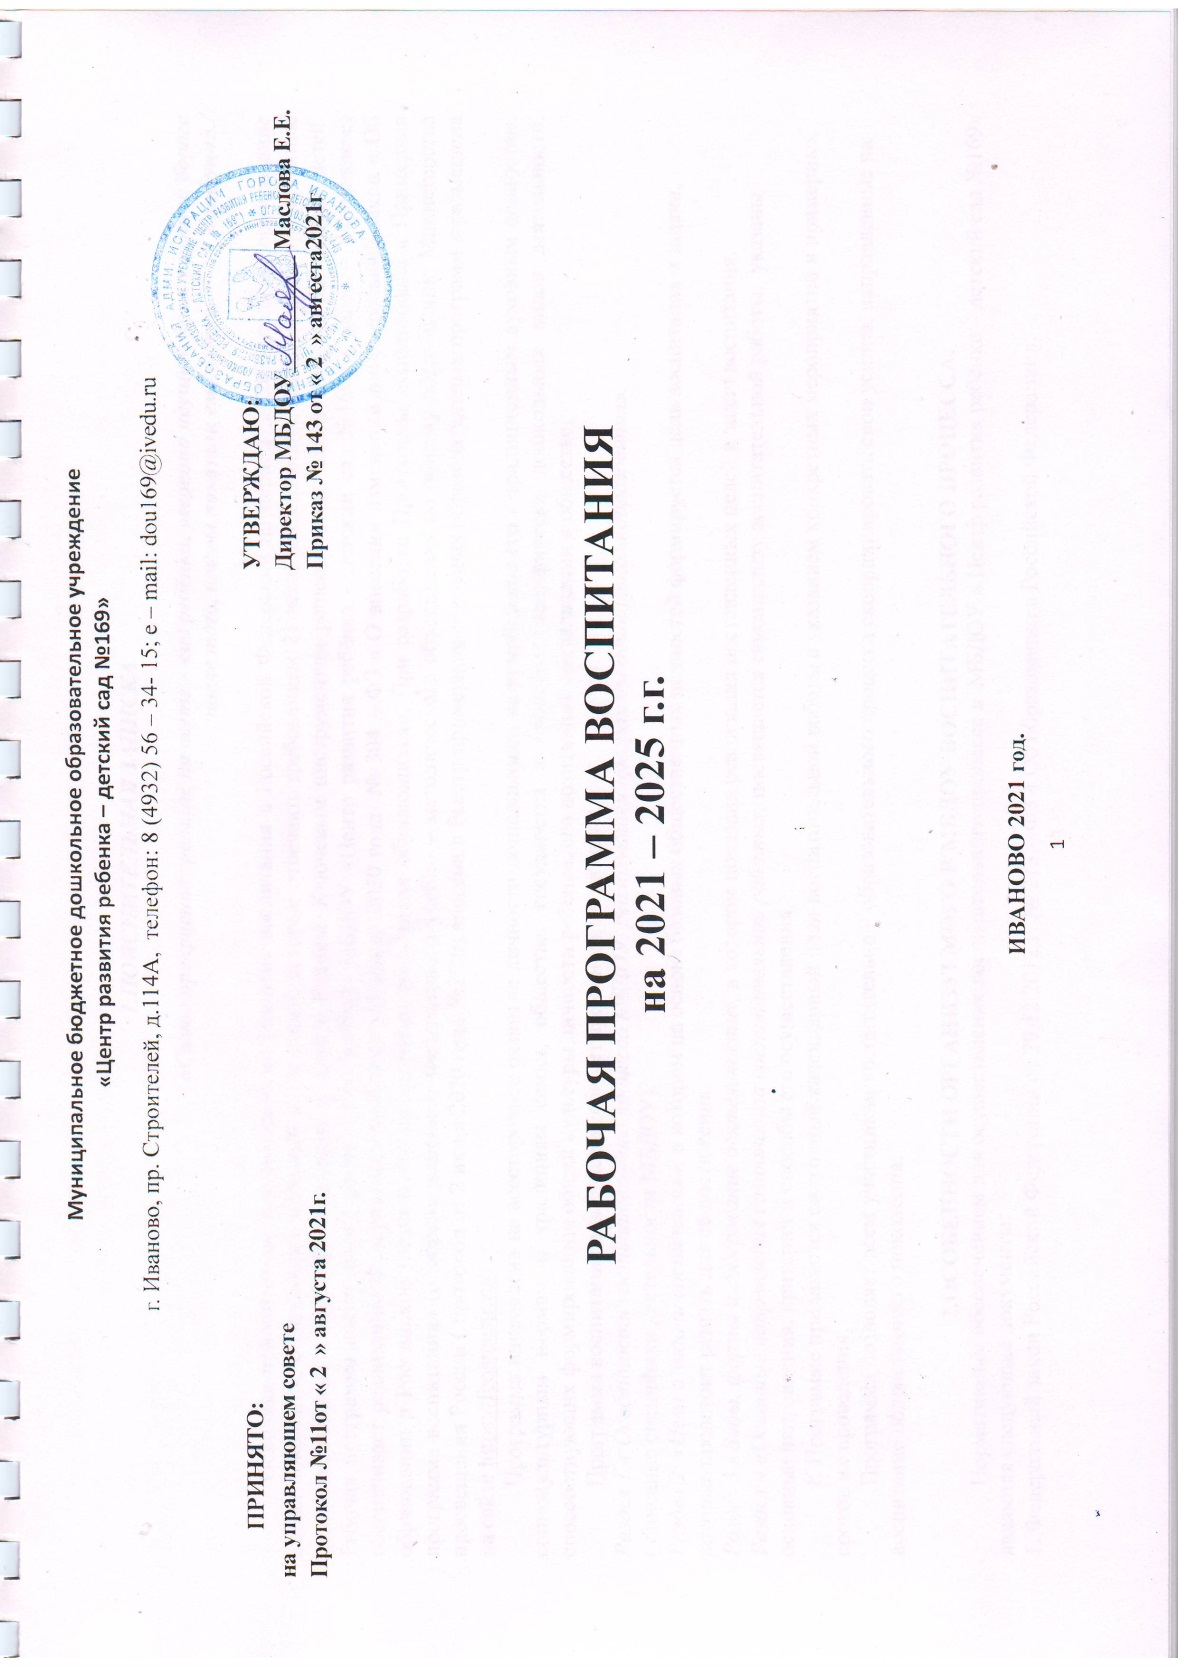 Муниципальное бюджетное дошкольное образовательное учреждение
«Центр развития ребенка – детский сад №169»
г. Иваново, пр. Строителей, д.114А, телефон: 8 (4932) 56 – 34- 15; e – mail: dou169@ivedu.ru
ПРИНЯТО:
на управляющем совете
Протокол №11от « 2 » августа 2021г.
УТВЕРЖДАЮ:
Директор МБДОУ Маслова Е.Е.
Приказ № 143 от « 2 » августа2021г
РАБОЧАЯ ПРОГРАММА ВОСПИТАНИЯ
на 2021 – 2025 г.г.
ИВАНОВО 2021 год.
1